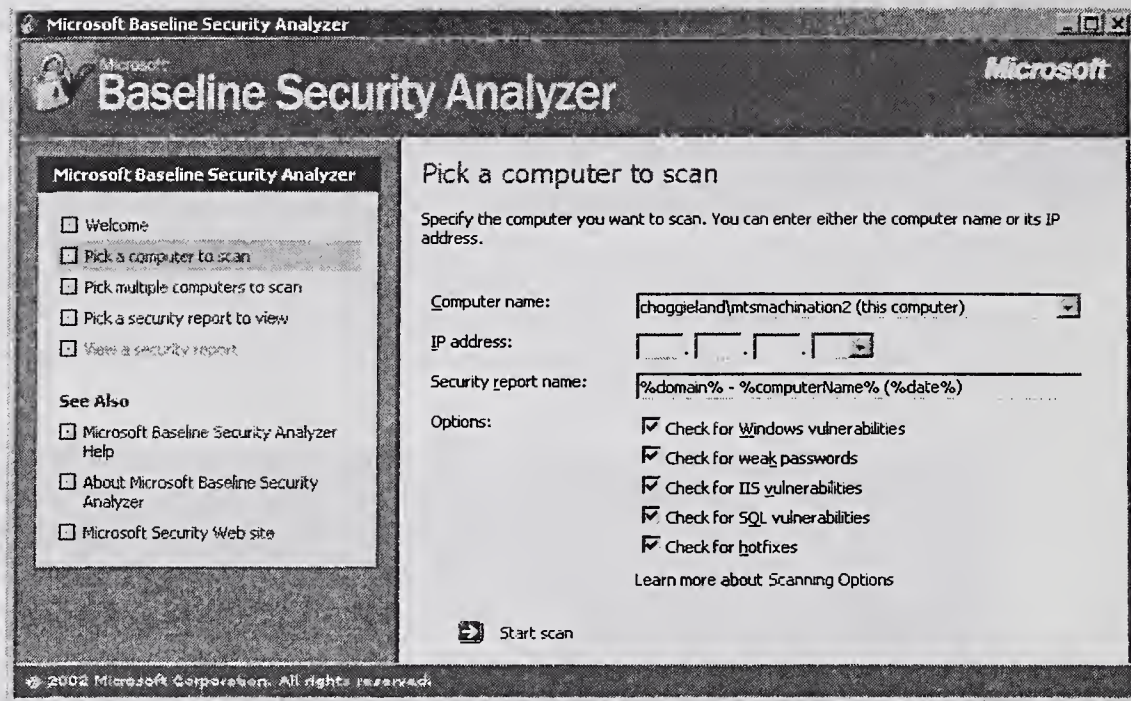 Microsoft Baseline Security Analyzer
Microsoft
Baseline Security Analyzer
Microsoft
Microsoft Baseline Security Analyzer
Welcome
Pick a computer to scan
Pick multiple computers to scan
Pick a security report to view
View a security report
See Also
Microsoft Baseline Security Analyzer
Help
About Microsoft Baseline Security
Analyzer
Microsoft Security Web site
Pick a computer to scan
Specify the computer you want to scan. You can enter either the computer name or its IP
address.
Computer name:
choggieland\mtsmachination2 (this computer)
IP address:
Security report name:
%domain% - %computerName% (%date%)
Options:
Check for Windows vulnerabilities
Check for weak passwords
Check for IIS vulnerabilities
Check for SQL vulnerabilities
Check for hotfixes
Learn more about Scanning Options
Start scan
© 2002 Microsoft Corporation. All rights reserved.